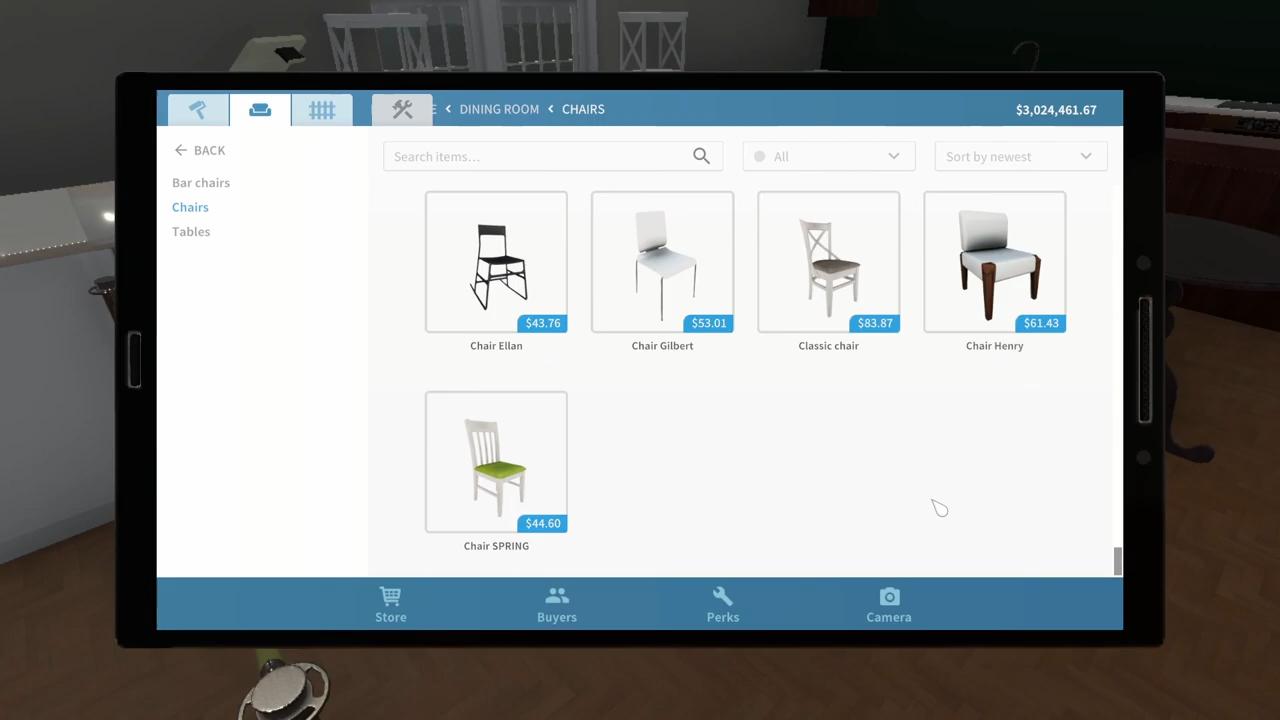 E < DINING ROOM < CHAIRS
$3,024,461.67
BACK
Bar chairs
Chairs
Tables
Search items...
All
Sort by newest
$43.76
$53.01
$83.87
$61.43
Chair Ellan
Chair Gilbert
Classic chair
Chair Henry
$44.60
Chair SPRING
Store
Buyers
Perks
Camera